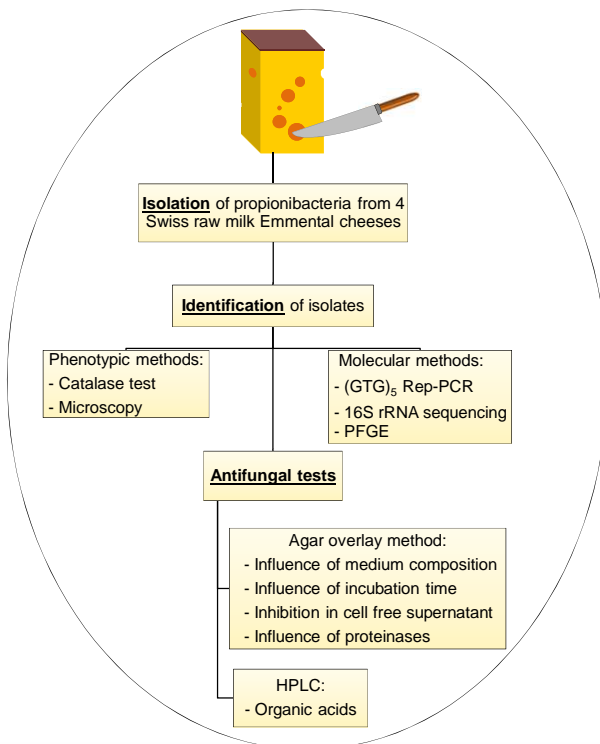 Isolation of propionibacteria from 4
Swiss raw milk Emmental cheeses
Identification of isolates
Phenotypic methods:
- Catalase test
- Microscopy
Molecular methods:
- (GTG)5 Rep-PCR
- 16S rRNA sequencing
- PFGE
Antifungal tests
Agar overlay method:
- Influence of medium composition
- Influence of incubation time
- Inhibition in cell free supernatant
- Influence of proteinases
HPLC:
- Organic acids